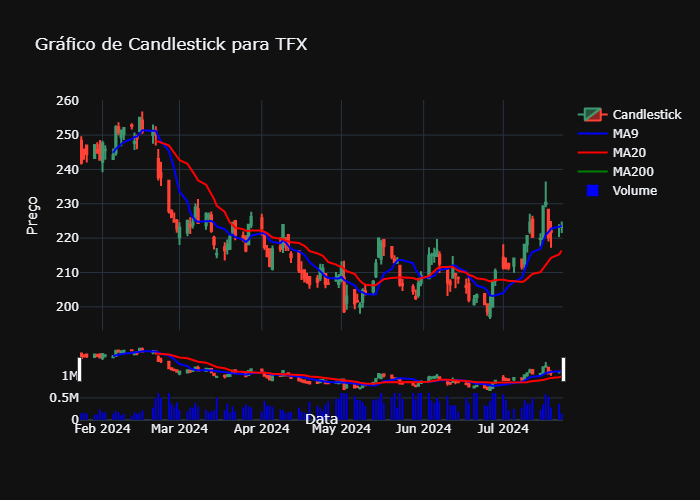 Gráfico de Candlestick para TFX
260
250
240
230
220
210
200
Preço
Candlestick
MA9
MA20
MA200
Volume
1M
0.5M
0
Data
Feb 2024
Mar 2024
Apr 2024
May 2024
Jun 2024
Jul 2024